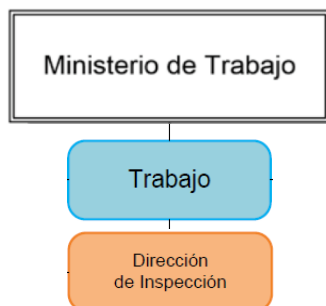 Ministerio de Trabajo
Trabajo
Dirección
de Inspección